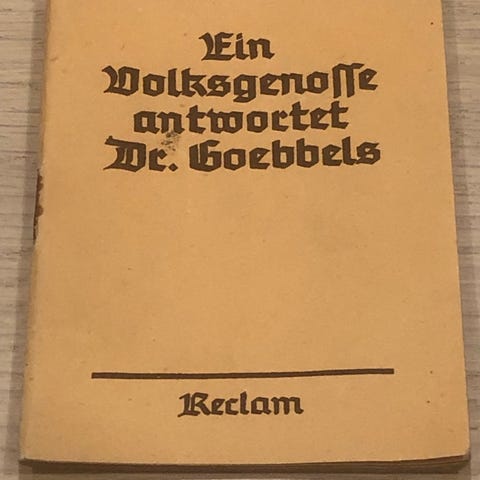 Ein
Volksgenoſſe
antwortet
Dr. Goebbels
Reclam